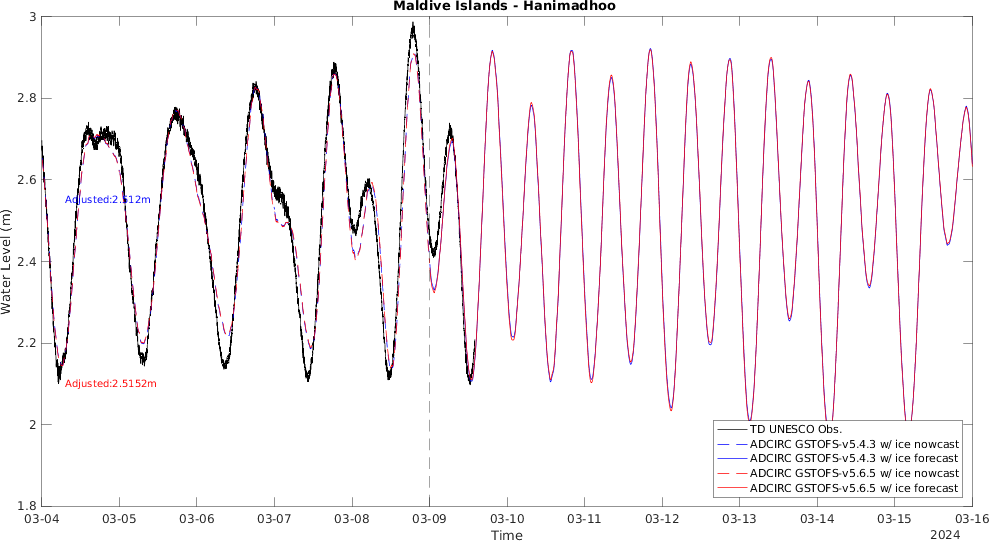 Maldive Islands - Hanimadhoo
3
2.8
2.6
2.4
2.2
2
1.8
Water Level (m)
Adjusted:2.512m
Adjusted:2.5152m
TD UNESCO Obs.
ADCIRC GSTOFS-v5.4.3 w/ ice nowcast
ADCIRC GSTOFS-v5.4.3 w/ ice forecast
ADCIRC GSTOFS-v5.6.5 w/ ice nowcast
ADCIRC GSTOFS-v5.6.5 w/ ice forecast
03-04 03-05 03-06 03-07 03-08 03-09 03-10 03-11 03-12 03-13 03-14 03-15 03-16
Time
2024